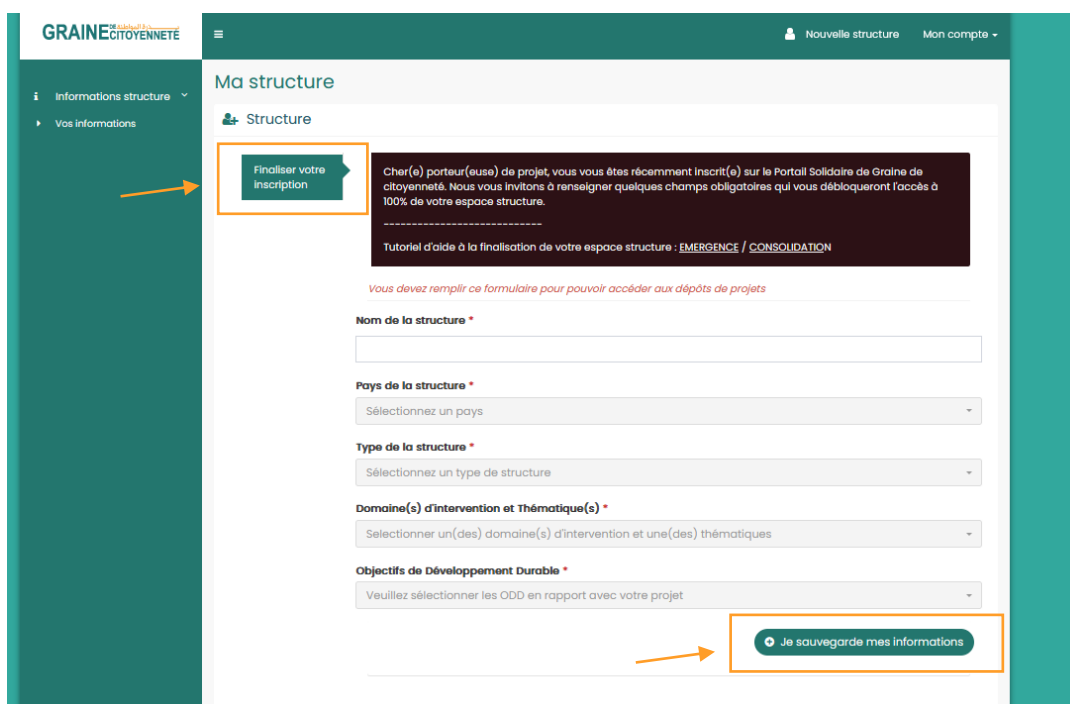 GRAINE DE CITOYENNETÉ
Nouvelle structure
Mon compte
Informations structure
Vos informations
Ma structure
Structure
Finaliser votre
inscription
Cher(e) porteur(euse) de projet, vous vous êtes récemment inscrit(e) sur le Portail Solidaire de Graine de
citoyenneté. Nous vous invitons à renseigner quelques champs obligatoires qui vous débloqueront l'accès à
100% de votre espace structure.
----------------------------
Tutoriel d'aide à la finalisation de votre espace structure : EMERGENCE / CONSOLIDATION
Vous devez remplir ce formulaire pour pouvoir accéder aux dépôts de projets
Nom de la structure *
Pays de la structure *
Sélectionnez un pays
Type de la structure *
Sélectionnez un type de structure
Domaine(s) d'intervention et Thématique(s) *
Selectionner un(des) domaine(s) d'intervention et une(des) thématiques
Objectifs de Développement Durable *
Veuillez sélectionner les ODD en rapport avec votre projet
Je sauvegarde mes informations